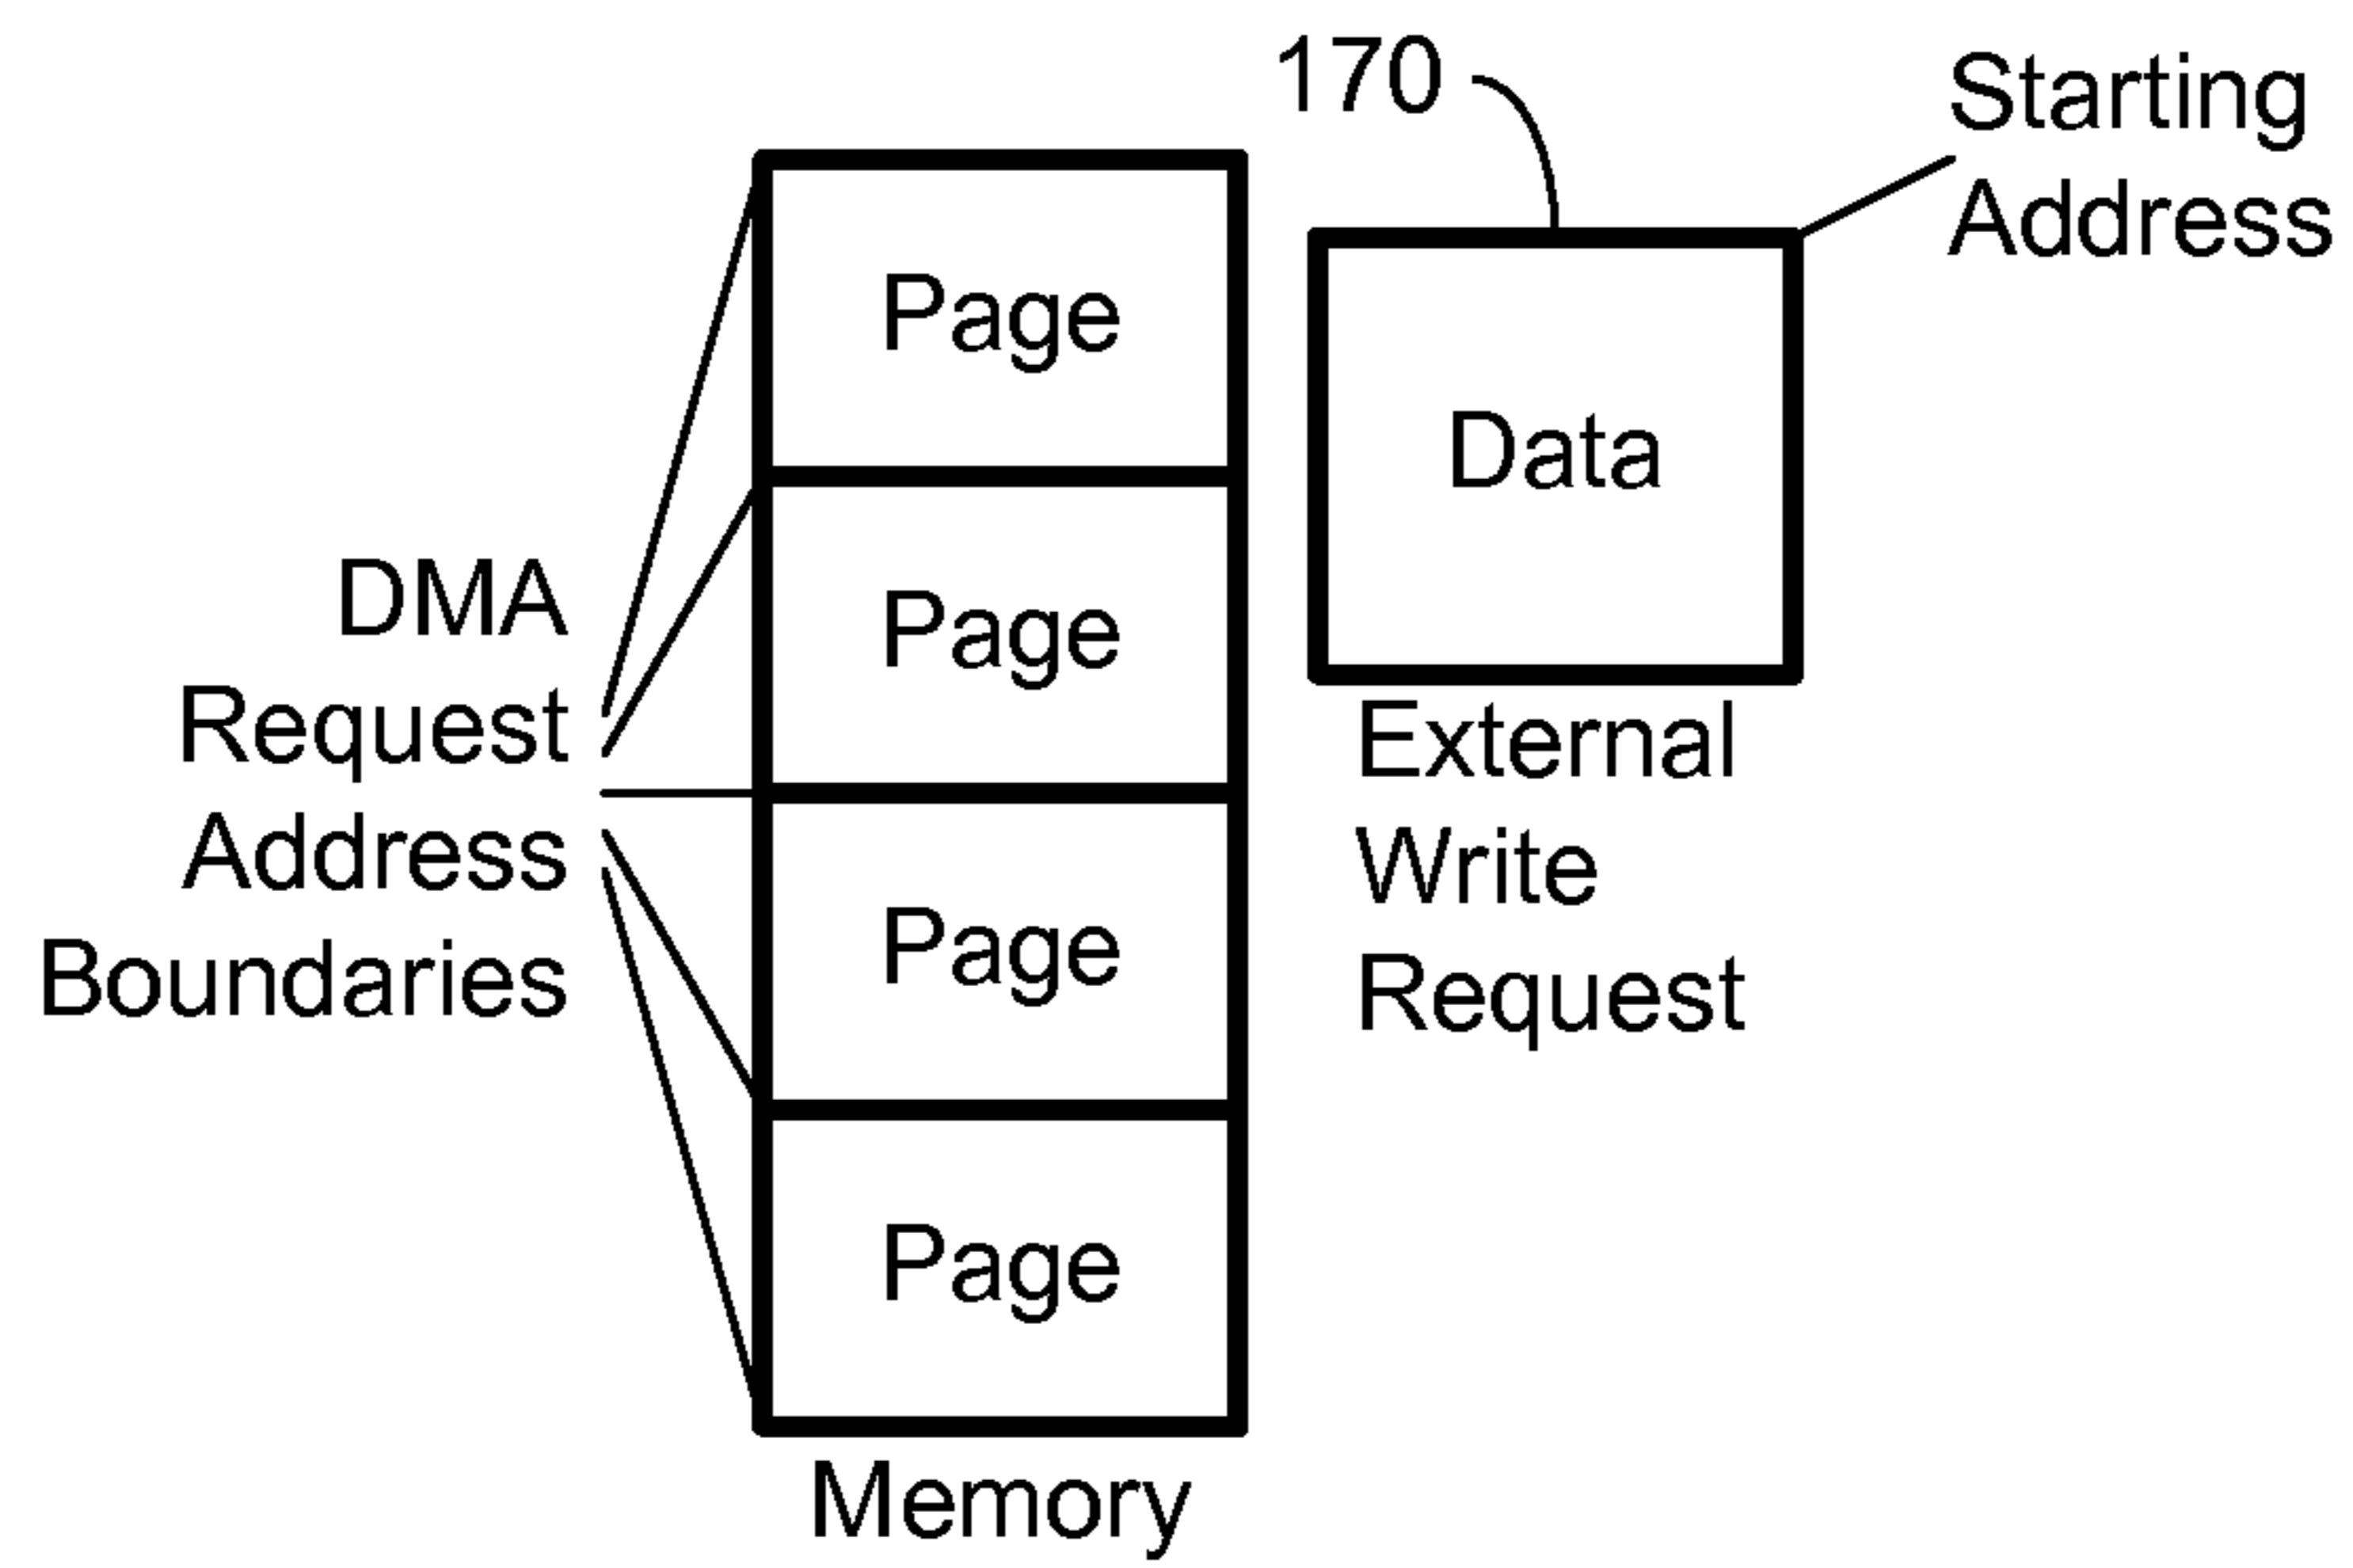 170
Starting
Address
Page
Data
DMA
Request
Address
Boundaries
Page
External
Write
Request
Page
Page
Memory